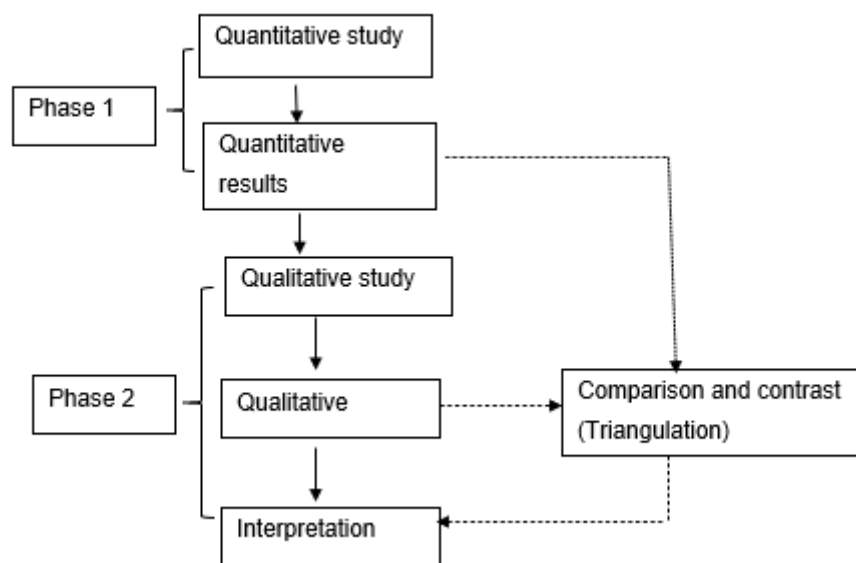 Quantitative study
Phase 1
Quantitative
results
Qualitative study
Phase 2
Qualitative
Comparison and contrast
(Triangulation)
Interpretation